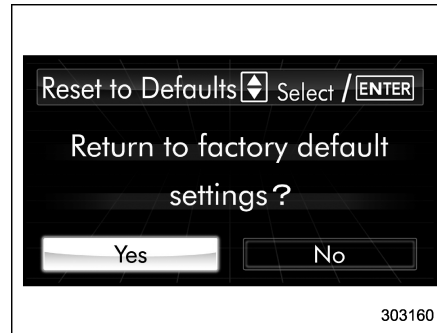 Reset to Defaults Select / ENTER
Return to factory default
settings?
Yes No
303160